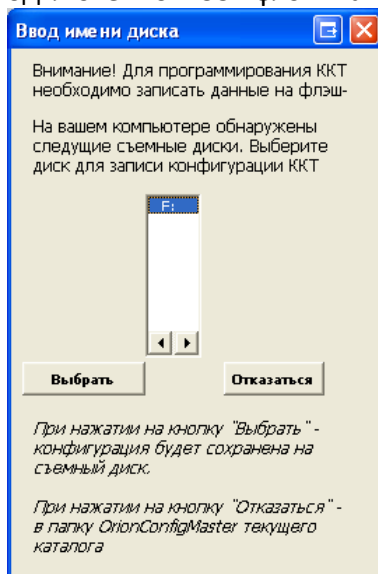 Ввод имени диска
Внимание! Для программирования ККТ
необходимо записать данные на флэш-
На вашем компьютере обнаружены
следущие съемные диски. Выберите
диск для записи конфигурации ККТ
F:
Выбрать
Отказаться
При нажатии на кнопку "Выбрать" -
конфигурация будет сохранена на
съемный диск.
При нажатии на кнопку "Отказаться" -
в папку OrionConfigMaster текущего
каталога